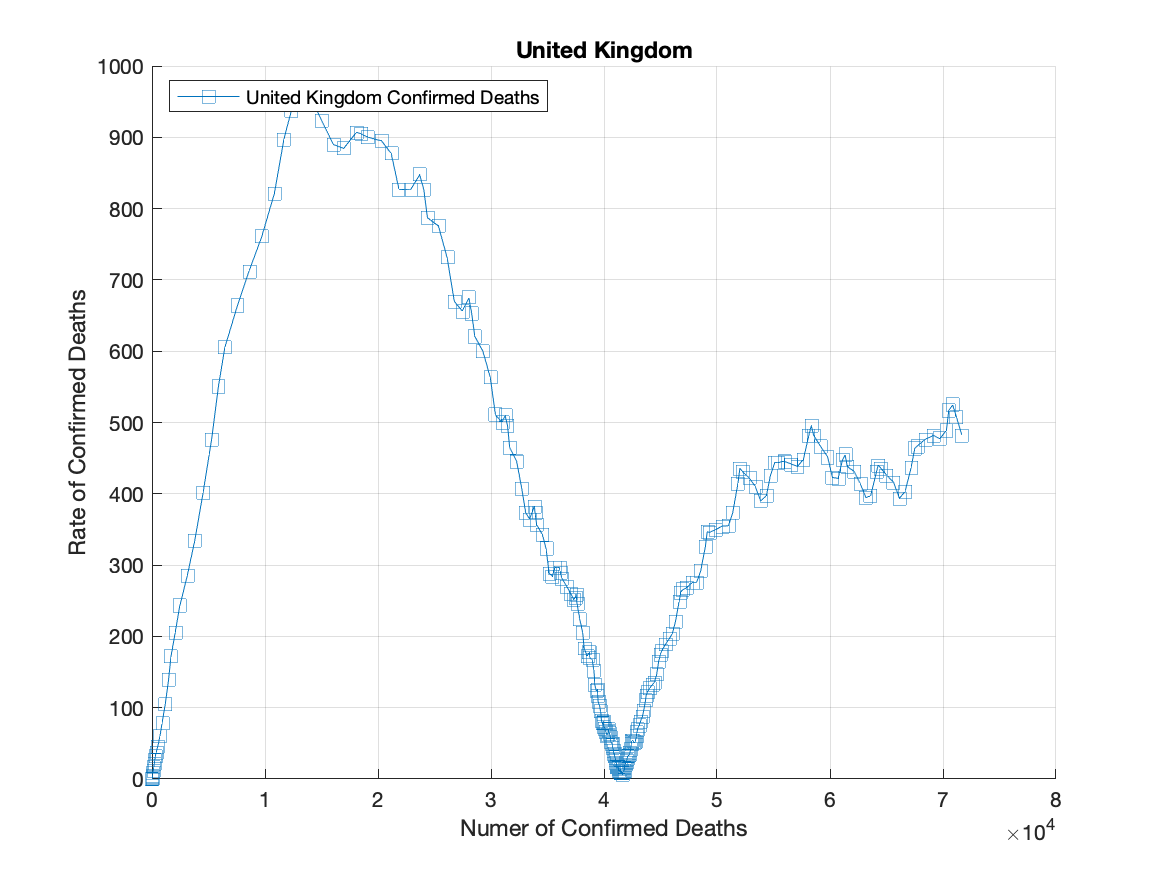 United Kingdom
United Kingdom Confirmed Deaths
Rate of Confirmed Deaths
1000
900
800
700
600
500
400
300
200
100
0
0 1 2 3 4 5 6 7 8
×10^4
Numer of Confirmed Deaths